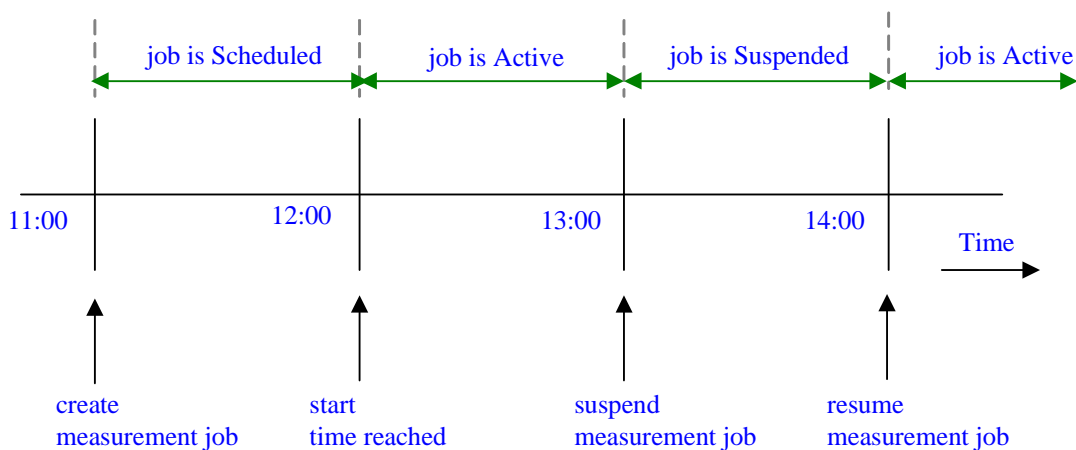 job is Scheduled
job is Active
job is Suspended
job is Active
11:00
12:00
13:00
14:00
Time
create
measurement job
start
time reached
suspend
measurement job
resume
measurement job